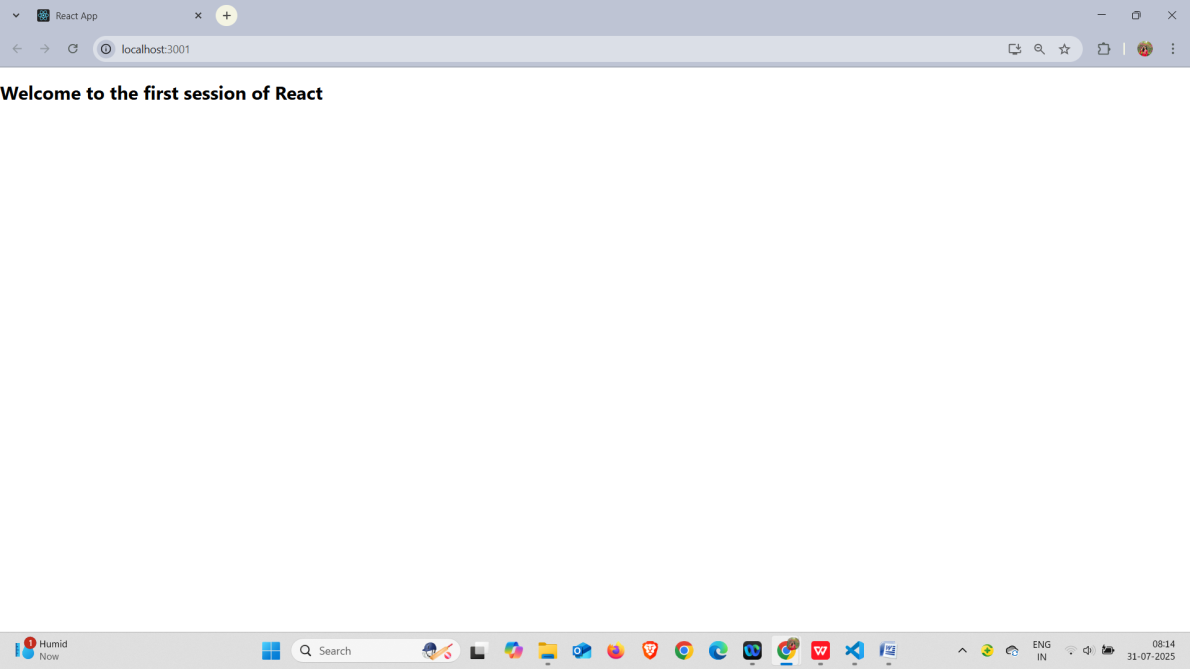 React App
localhost:3001
Welcome to the first session of React
1
Humid
Now
Search
ENG
IN
08:14
31-07-2025